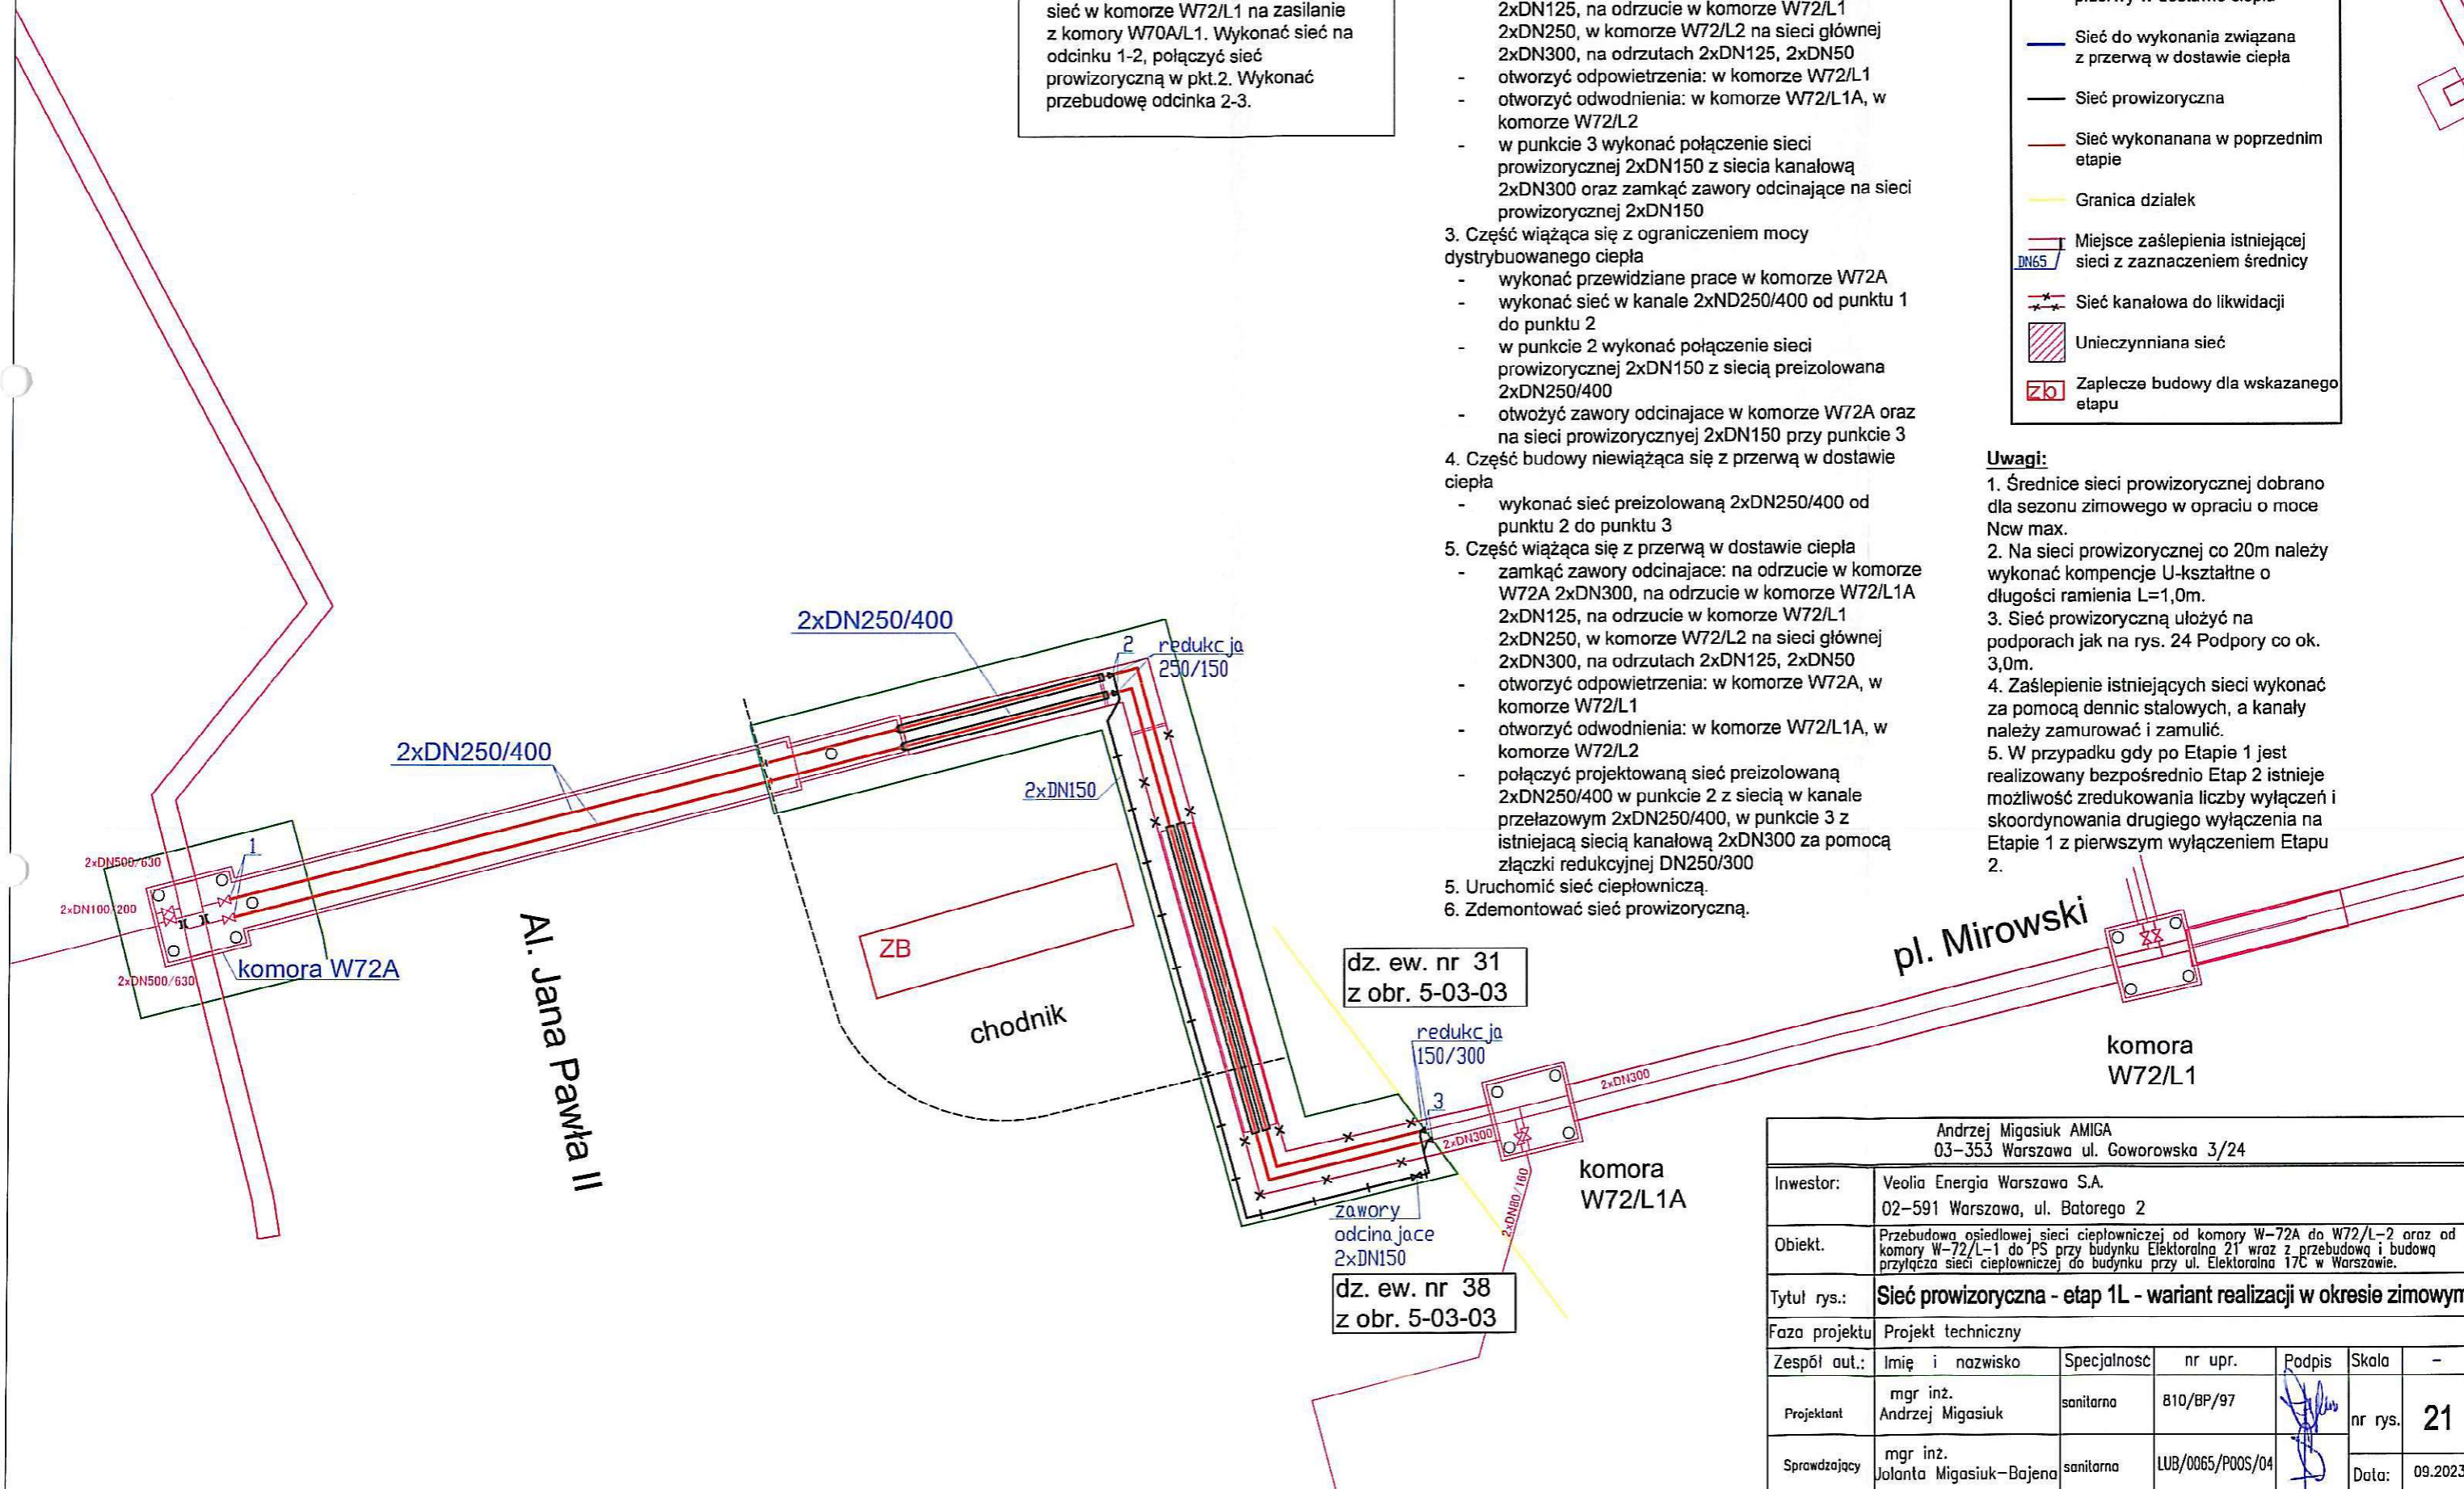 sieć w komorze W72/L1 na zasilanie
z komory W70A/L1. Wykonać sieć na
odcinku 1-2, połączyć sieć
prowizoryczną w pkt.2. Wykonać
przebudowę odcinka 2-3.
2xDN125, na odrzucie w komorze W72/L1
2xDN250, w komorze W72/L2 na sieci głównej
2xDN300, na odrzutach 2xDN125, 2xDN50
- otworzyć odpowietrzenia: w komorze W72/L1
- otworzyć odwodnienia: w komorze W72/L1A, w
komorze W72/L2
- w punkcie 3 wykonać połączenie sieci
prowizorycznej 2xDN150 z siecia kanałową
2xDN300 oraz zamkąć zawory odcinające na sieci
prowizorycznej 2xDN150
3. Część wiążąca się z ograniczeniem mocy
dystrybuowanego ciepła
- wykonać przewidziane prace w komorze W72A
- wykonać sieć w kanale 2xND250/400 od punktu 1
do punktu 2
- w punkcie 2 wykonać połączenie sieci
prowizorycznej 2xDN150 z siecią preizolowana
2xDN250/400
- otwożyć zawory odcinajace w komorze W72A oraz
na sieci prowizorycznyej 2xDN150 przy punkcie 3
4. Część budowy niewiążąca się z przerwą w dostawie
ciepła
- wykonać sieć preizolowaną 2xDN250/400 od
punktu 2 do punktu 3
5. Część wiążąca się z przerwą w dostawie ciepła
- zamkąć zawory odcinajace: na odrzucie w komorze
W72A 2xDN300, na odrzucie w komorze W72/L1A
2xDN125, na odrzucie w komorze W72/L1
2xDN250, w komorze W72/L2 na sieci głównej
2xDN300, na odrzutach 2xDN125, 2xDN50
- otworzyć odpowietrzenia: w komorze W72A, w
komorze W72/L1
- otworzyć odwodnienia: w komorze W72/L1A, w
komorze W72/L2
- połączyć projektowaną sieć preizolowaną
2xDN250/400 w punkcie 2 z siecią w kanale
przełazowym 2xDN250/400, w punkcie 3 z
istniejacą siecią kanałową 2xDN300 za pomocą
złączki redukcyjnej DN250/300
5. Uruchomić sieć ciepłowniczą.
6. Zdemontować sieć prowizoryczną.
Sieć do wykonania związana
z przerwą w dostawie ciepła
Sieć prowizoryczna
Sieć wykonanana w poprzednim
etapie
Granica działek
Miejsce zaślepienia istniejącej
sieci z zaznaczeniem średnicy
DN65
Sieć kanałowa do likwidacji
Unieczynniana sieć
zb Zaplecze budowy dla wskazanego
etapu
Uwagi:
1. Średnice sieci prowizorycznej dobrano
dla sezonu zimowego w opraciu o moce
Ncw max.
2. Na sieci prowizorycznej co 20m należy
wykonać kompencje U-kształtne o
długości ramienia L=1,0m.
3. Sieć prowizoryczną ułożyć na
podporach jak na rys. 24 Podpory co ok.
3,0m.
4. Zaślepienie istniejących sieci wykonać
za pomocą dennic stalowych, a kanały
należy zamurować i zamulić.
5. W przypadku gdy po Etapie 1 jest
realizowany bezpośrednio Etap 2 istnieje
możliwość zredukowania liczby wyłączeń i
skoordynowania drugiego wyłączenia na
Etapie 1 z pierwszym wyłączeniem Etapu
2.
2xDN250/400
2
redukcja
250/150
2xDN250/400
2xDN150
2xDN500/630
1
2xDN100/200
2xDN500/630
komora W72A
Al. Jana Pawła II
ZB
chodnik
dz. ew. nr 31
z obr. 5-03-03
redukcja
150/300
3
2xDN300
2xDN300
2xDN80/160
pl. Mirowski
komora
W72/L1
komora
W72/L1A
zawory
odcinajace
2xDN150
dz. ew. nr 38
z obr. 5-03-03
Andrzej Migasiuk AMIGA
03-353 Warszawa ul. Goworowska 3/24
Inwestor: Veolia Energia Warszawa S.A.
02-591 Warszawa, ul. Batorego 2
Obiekt. Przebudowa osiedlowej sieci ciepłowniczej od komory W-72A do W72/L-2 oraz od
komory W-72/L-1 do PS przy budynku Elektoralna 21 wraz z przebudową i budową
przyłącza sieci ciepłowniczej do budynku przy ul. Elektoralna 17C w Warszawie.
Tytuł rys.: Sieć prowizoryczna - etap 1L - wariant realizacji w okresie zimowym
Faza projektu Projekt techniczny
Zespół aut.: Imię i nazwisko Specjalność nr upr. Podpis Skala -
Projektant mgr inż. Andrzej Migasiuk sanitarna 810/BP/97 nr rys. 21
Sprawdzający mgr inż. Jolanta Migasiuk-Bajena sanitarna LUB/0065/POOS/04 Data: 09.2023